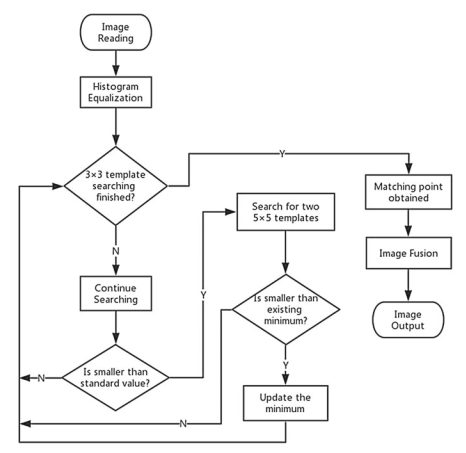 Image
Reading
Histogram
Equalization
3×3 template
searching
finished?
Y
Matching point
obtained
Image Fusion
Image
Output
N
Continue
Searching
Is smaller than
standard value?
N
Y
Search for two
5×5 templates
Is smaller than
existing
minimum?
Y
Update the
minimum
N